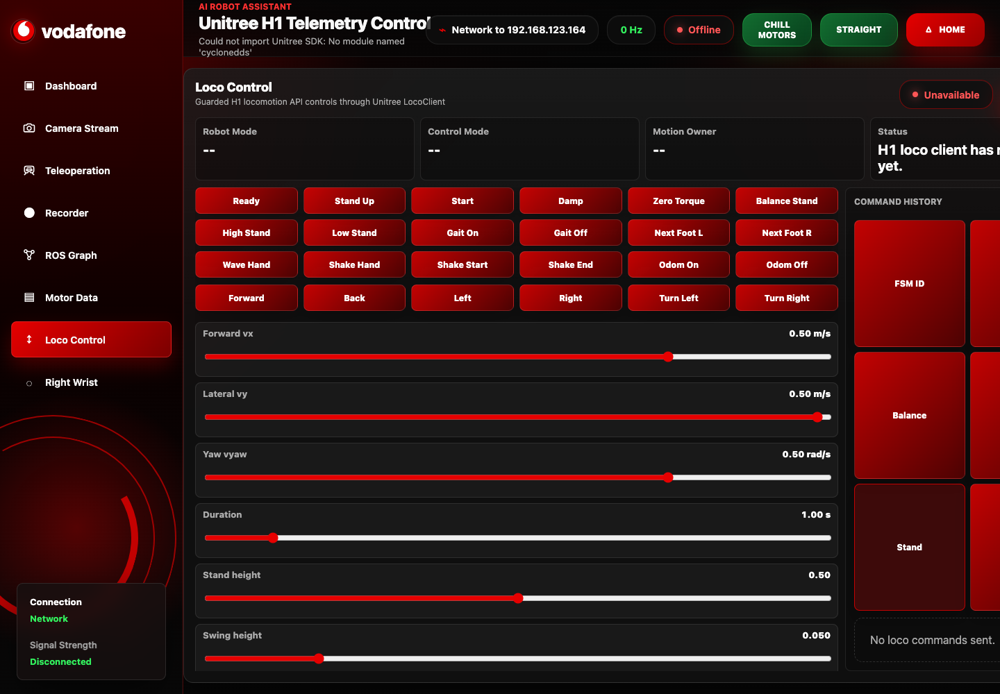 vodafone
Dashboard
Camera Stream
Teleoperation
Recorder
ROS Graph
Motor Data
Loco Control
Right Wrist
Connection
Network
Signal Strength
Disconnected
AI ROBOT ASSISTANT
Unitree H1 Telemetry Control
Could not import Unitree SDK: No module named
'cyclonedds'
Network to 192.168.123.164
0 Hz
Offline
CHILL
MOTORS
STRAIGHT
HOME
Loco Control
Guarded H1 locomotion API controls through Unitree LocoClient
Unavailable
Robot Mode
--
Control Mode
--
Motion Owner
--
Status
H1 loco client has
yet.
Ready
Stand Up
Start
Damp
Zero Torque
Balance Stand
High Stand
Low Stand
Gait On
Gait Off
Next Foot L
Next Foot R
Wave Hand
Shake Hand
Shake Start
Shake End
Odom On
Odom Off
Forward
Back
Left
Right
Turn Left
Turn Right
Forward vx
0.50 m/s
Lateral vy
0.50 m/s
Yaw vyaw
0.50 rad/s
Duration
1.00 s
Stand height
0.50
Swing height
0.050
COMMAND HISTORY
FSM ID
Balance
Stand
No loco commands sent.